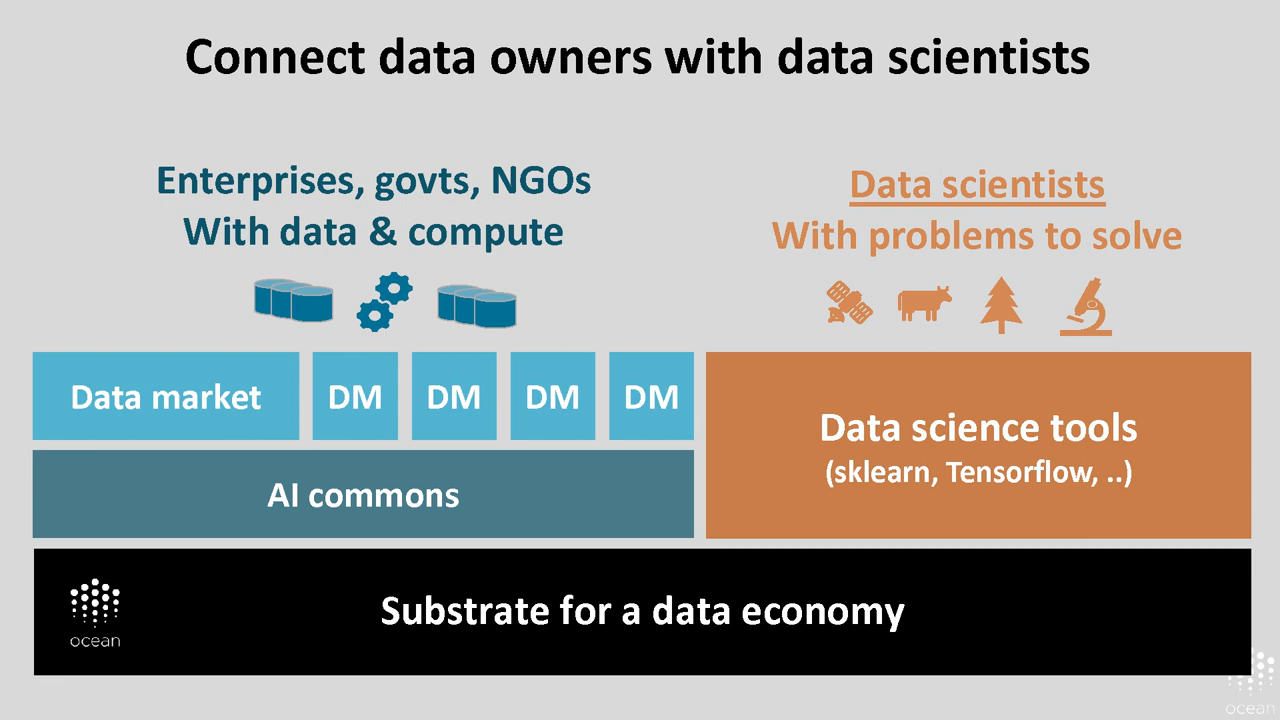 Connect data owners with data scientists
Enterprises, govts, NGOs
With data & compute
Data scientists
With problems to solve
Data market
DM
DM
DM
DM
AI commons
Data science tools
(sklearn, Tensorflow, ..)
Substrate for a data economy
ocean
ocean